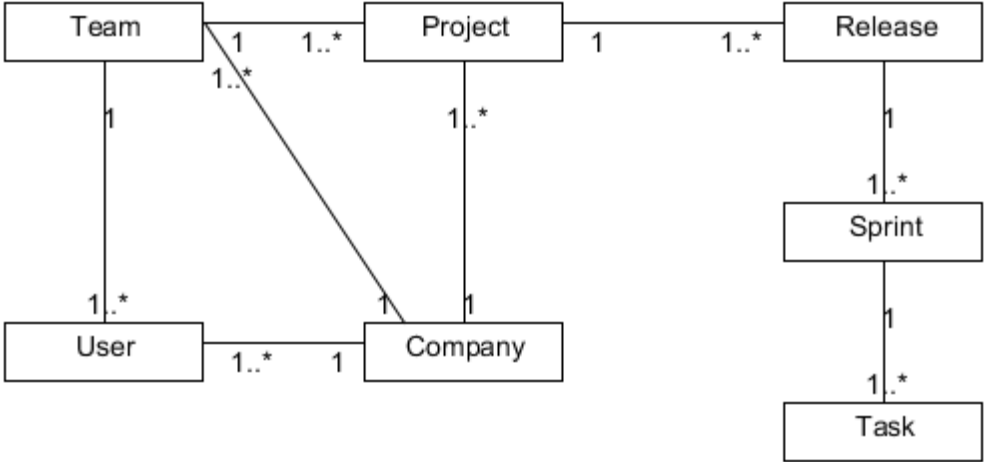 Team
Project
Release
1
1..*
1
1..*
1..*
1
1..*
1
1..*
Sprint
1..*
1
1
1
User
Company
1..*
1
1..*
Task